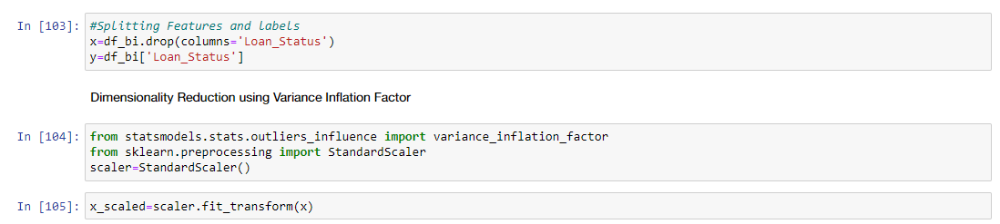 In [103]: #Splitting Features and labels
x=df_bi.drop(columns='Loan_Status')
y=df_bi['Loan_Status']
Dimensionality Reduction using Variance Inflation Factor
In [104]: from statsmodels.stats.outliers_influence import variance_inflation_factor
from sklearn.preprocessing import StandardScaler
scaler=StandardScaler()
In [105]: x_scaled=scaler.fit_transform(x)